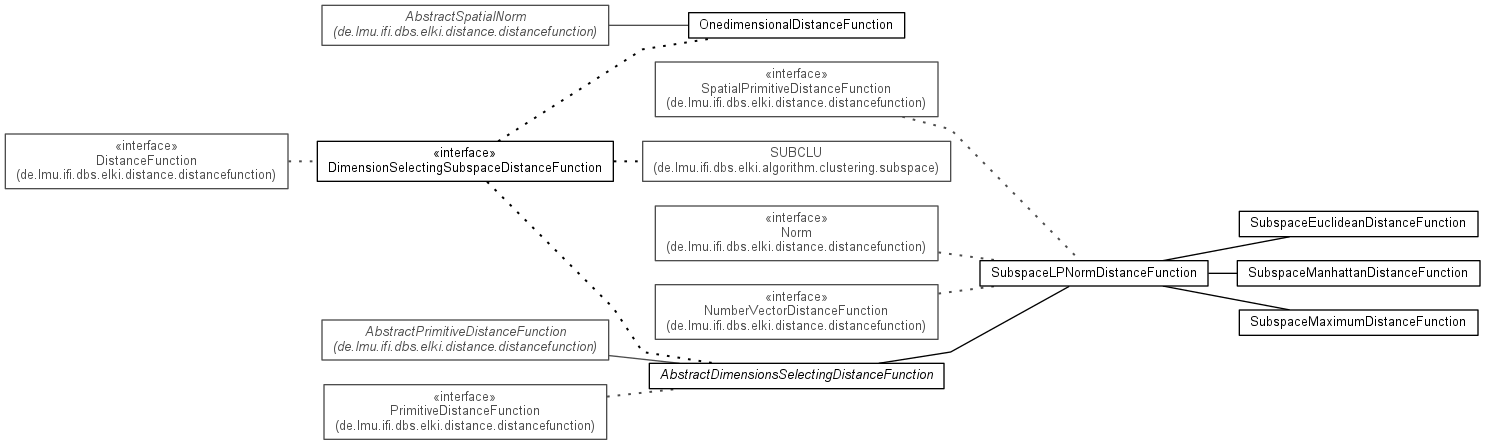 AbstractSpatialNorm
(de.lmu.ifi.dbs.elki.distance.distancefunction)
OnedimensionalDistanceFunction
«interface»
SpatialPrimitiveDistanceFunction
(de.lmu.ifi.dbs.elki.distance.distancefunction)
«interface»
DistanceFunction
(de.lmu.ifi.dbs.elki.distance.distancefunction)
«interface»
DimensionSelectingSubspaceDistanceFunction
SUBCLU
(de.lmu.ifi.dbs.elki.algorithm.clustering.subspace)
«interface»
Norm
(de.lmu.ifi.dbs.elki.distance.distancefunction)
SubspaceEuclideanDistanceFunction
SubspaceLPNormDistanceFunction
SubspaceManhattanDistanceFunction
«interface»
NumberVectorDistanceFunction
(de.lmu.ifi.dbs.elki.distance.distancefunction)
SubspaceMaximumDistanceFunction
AbstractPrimitiveDistanceFunction
(de.lmu.ifi.dbs.elki.distance.distancefunction)
AbstractDimensionsSelectingDistanceFunction
«interface»
PrimitiveDistanceFunction
(de.lmu.ifi.dbs.elki.distance.distancefunction)